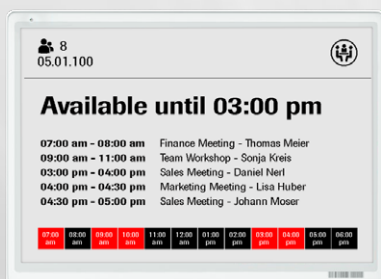 8
05.01.100
Available until 03:00 pm
07:00 am - 08:00 am Finance Meeting - Thomas Meier
09:00 am - 11:00 am Team Workshop - Sonja Kreis
03:00 pm - 04:00 pm Sales Meeting - Daniel Nerl
04:00 pm - 04:30 pm Marketing Meeting - Lisa Huber
04:30 pm - 05:00 pm Sales Meeting - Johann Moser
07:00 am 08:00 am 09:00 am 10:00 am 11:00 am 12:00 am 01:00 pm 02:00 pm 03:00 pm 04:00 pm 05:00 pm 06:00 pm